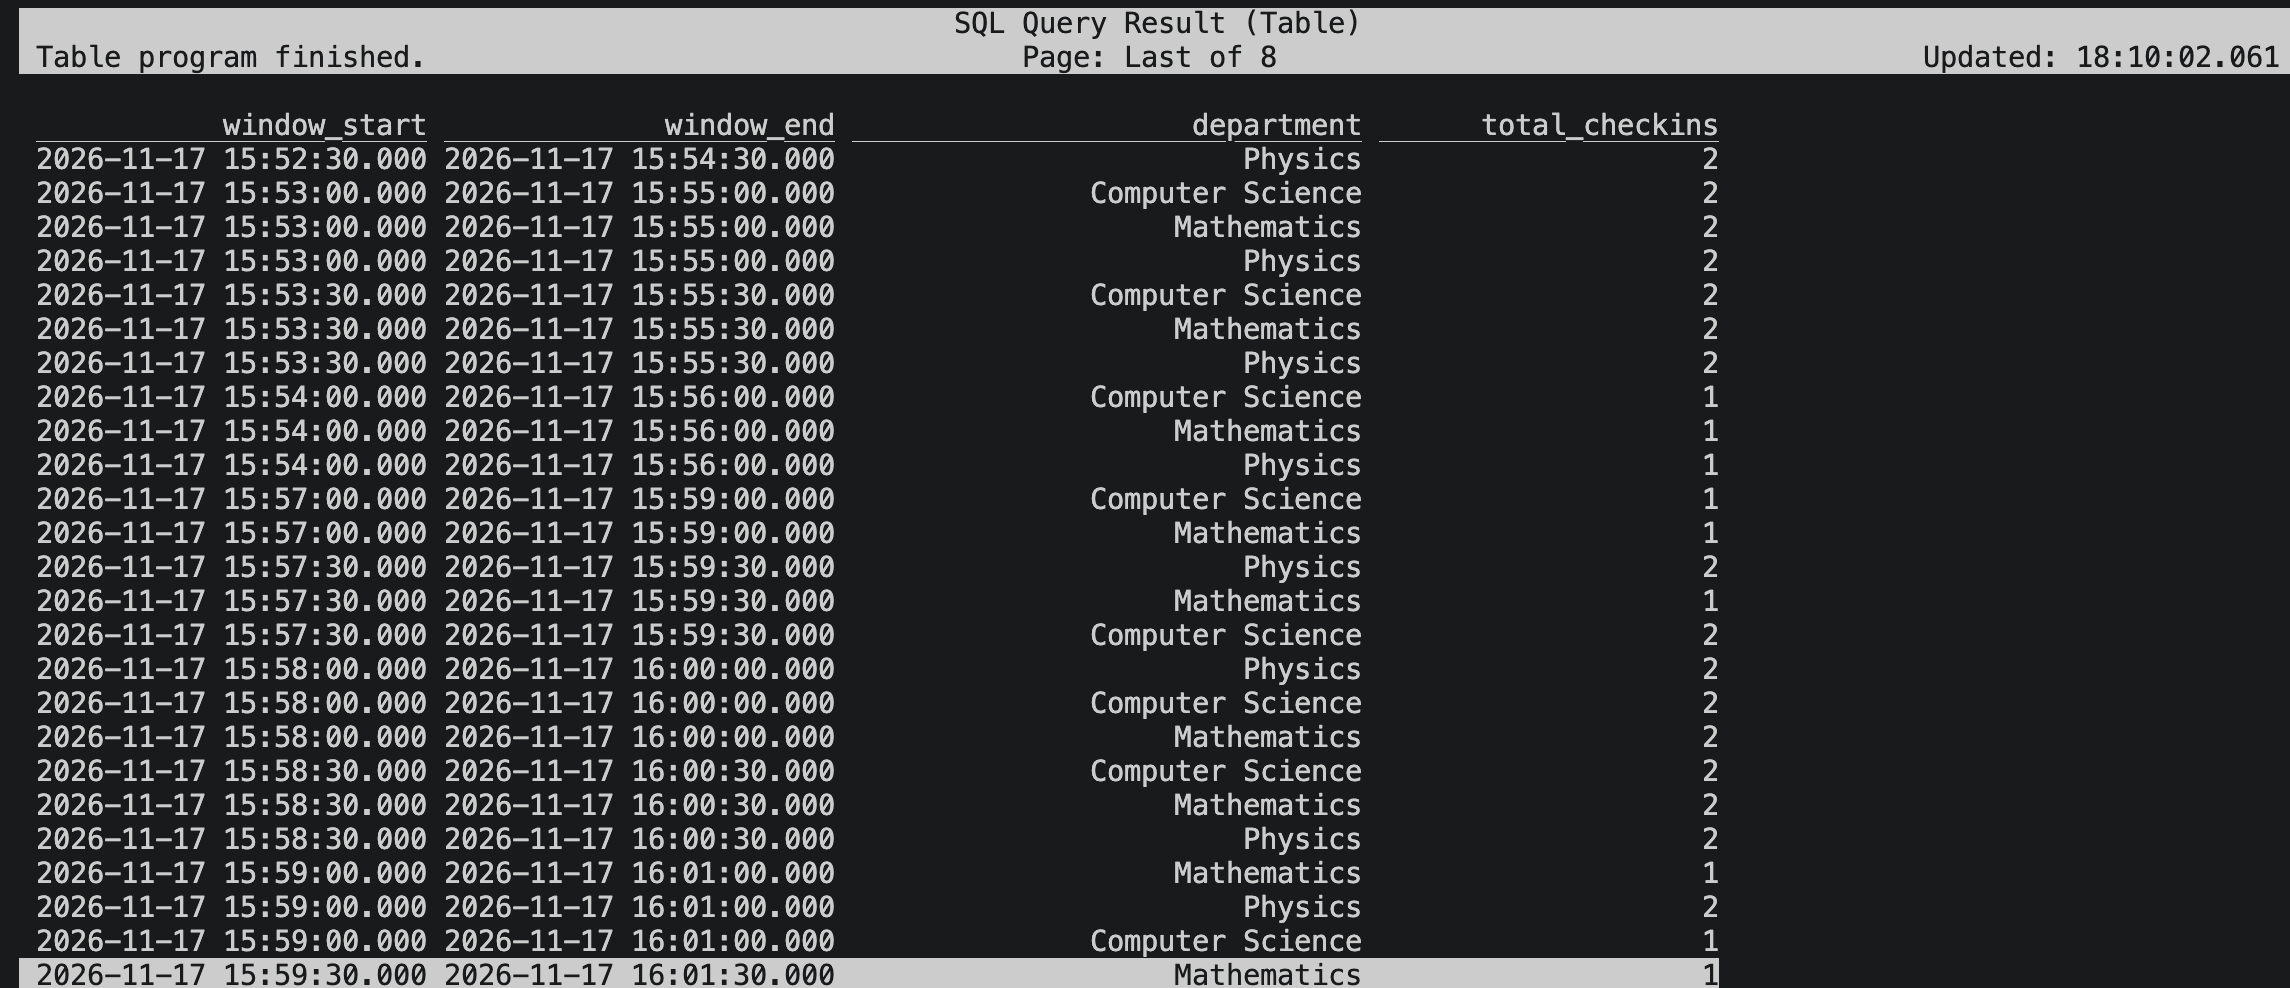 SQL Query Result (Table)
Table program finished. Page: Last of 8 Updated: 18:10:02.061
window_start window_end department total_checkins
2026-11-17 15:52:30.000 2026-11-17 15:54:30.000 Physics 2
2026-11-17 15:53:00.000 2026-11-17 15:55:00.000 Computer Science 2
2026-11-17 15:53:00.000 2026-11-17 15:55:00.000 Mathematics 2
2026-11-17 15:53:00.000 2026-11-17 15:55:00.000 Physics 2
2026-11-17 15:53:30.000 2026-11-17 15:55:30.000 Computer Science 2
2026-11-17 15:53:30.000 2026-11-17 15:55:30.000 Mathematics 2
2026-11-17 15:53:30.000 2026-11-17 15:55:30.000 Physics 2
2026-11-17 15:54:00.000 2026-11-17 15:56:00.000 Computer Science 1
2026-11-17 15:54:00.000 2026-11-17 15:56:00.000 Mathematics 1
2026-11-17 15:54:00.000 2026-11-17 15:56:00.000 Physics 1
2026-11-17 15:57:00.000 2026-11-17 15:59:00.000 Computer Science 1
2026-11-17 15:57:00.000 2026-11-17 15:59:00.000 Mathematics 1
2026-11-17 15:57:30.000 2026-11-17 15:59:30.000 Physics 2
2026-11-17 15:57:30.000 2026-11-17 15:59:30.000 Mathematics 1
2026-11-17 15:57:30.000 2026-11-17 15:59:30.000 Computer Science 2
2026-11-17 15:58:00.000 2026-11-17 16:00:00.000 Physics 2
2026-11-17 15:58:00.000 2026-11-17 16:00:00.000 Computer Science 2
2026-11-17 15:58:00.000 2026-11-17 16:00:00.000 Mathematics 2
2026-11-17 15:58:30.000 2026-11-17 16:00:30.000 Computer Science 2
2026-11-17 15:58:30.000 2026-11-17 16:00:30.000 Mathematics 2
2026-11-17 15:58:30.000 2026-11-17 16:00:30.000 Physics 2
2026-11-17 15:59:00.000 2026-11-17 16:01:00.000 Mathematics 1
2026-11-17 15:59:00.000 2026-11-17 16:01:00.000 Physics 2
2026-11-17 15:59:00.000 2026-11-17 16:01:00.000 Computer Science 1
2026-11-17 15:59:30.000 2026-11-17 16:01:30.000 Mathematics 1